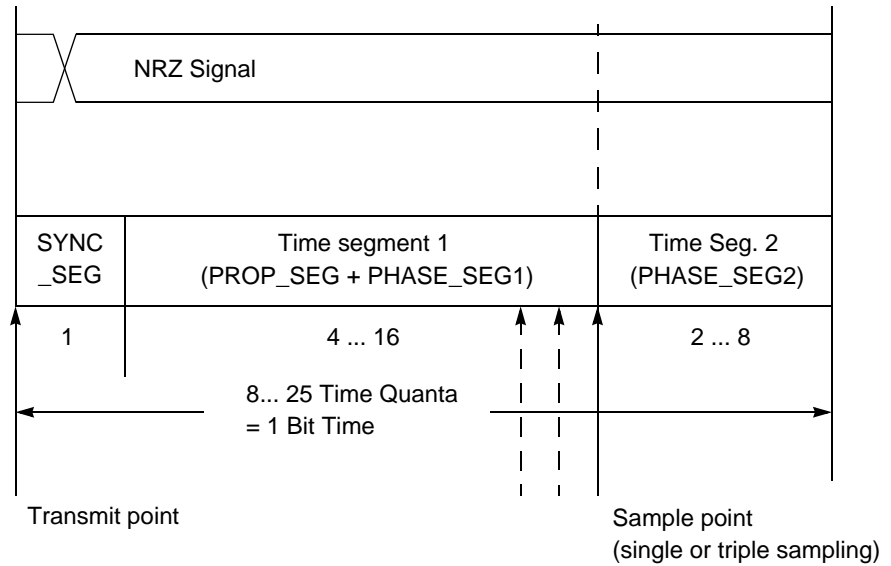 NRZ Signal
SYNC
_SEG
Time segment 1
(PROP_SEG + PHASE_SEG1)
Time Seg. 2
(PHASE_SEG2)
1
4 ... 16
2 ... 8
8... 25 Time Quanta
= 1 Bit Time
Transmit point
Sample point
(single or triple sampling)